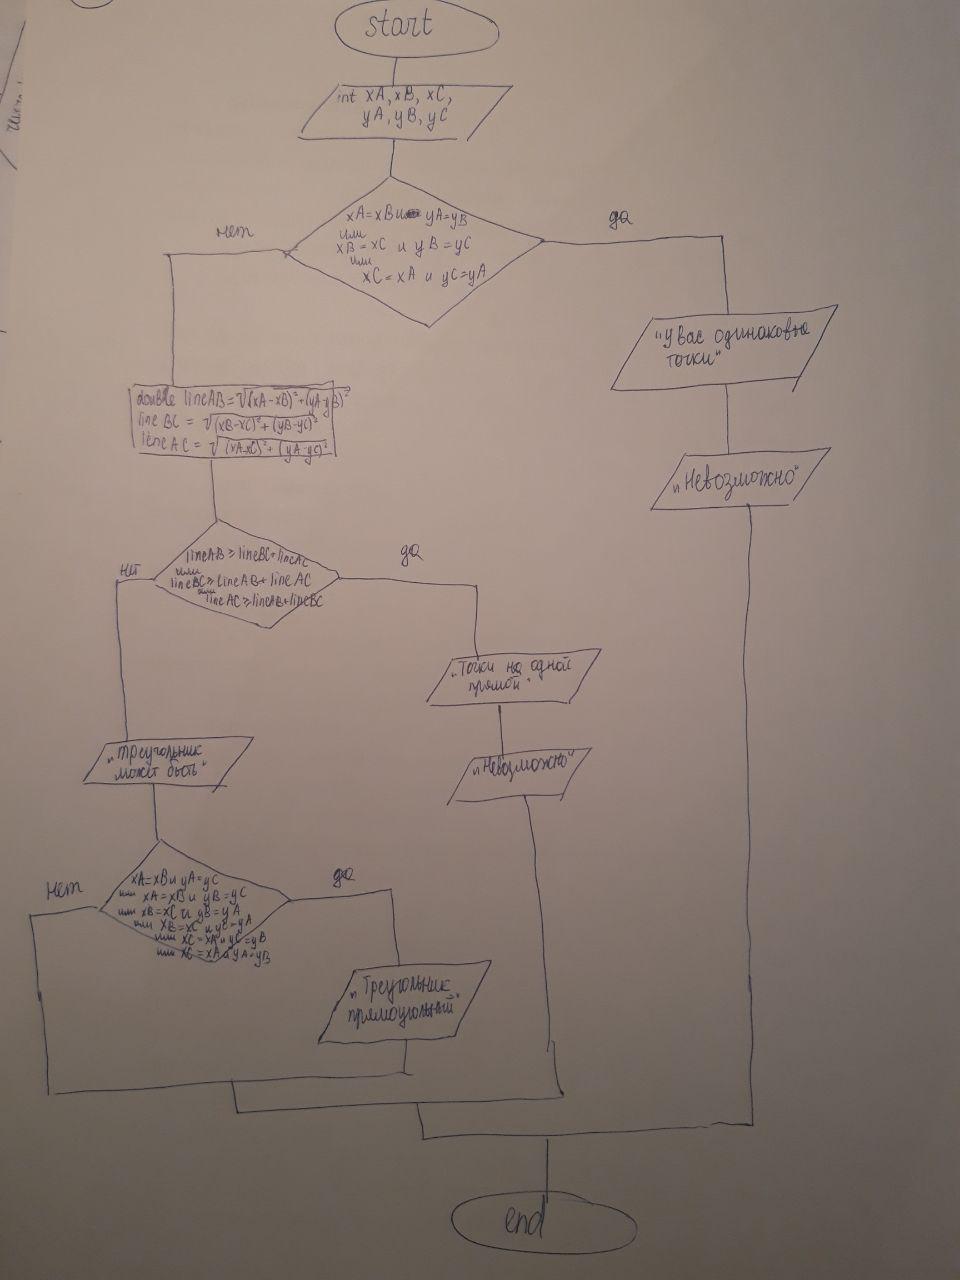 start
int xA, xB, xC,
yA, yB, yC
xA=xB и yA=yB
или
xB=xC и yB=yC
или
xC=xA и yC=yA
нет
да
"у вас одинаковые
точки"
"Невозможно"
double lineAB=√(xA-xB)²+(yA-yB)²
line BC = √(xB-xC)²+(yB-yC)²
line AC = √(xA-xC)²+(yA-yC)²
lineAB ≥ lineBC+lineAC
или
lineBC ≥ lineAB+lineAC
или
lineAC ≥ lineAB+lineBC
нет
да
"Точки на одной
прямой"
"Невозможно"
"треугольник
может быть"
xA=xB и yA=yC
или xA=xB и yB=yC
или xB=xC и yB=yA
или xB=xC и yC=yA
или xC=xA и yC=yB
или xC=xA и yA=yB
нет
да
"Треугольник
прямоугольный"
end